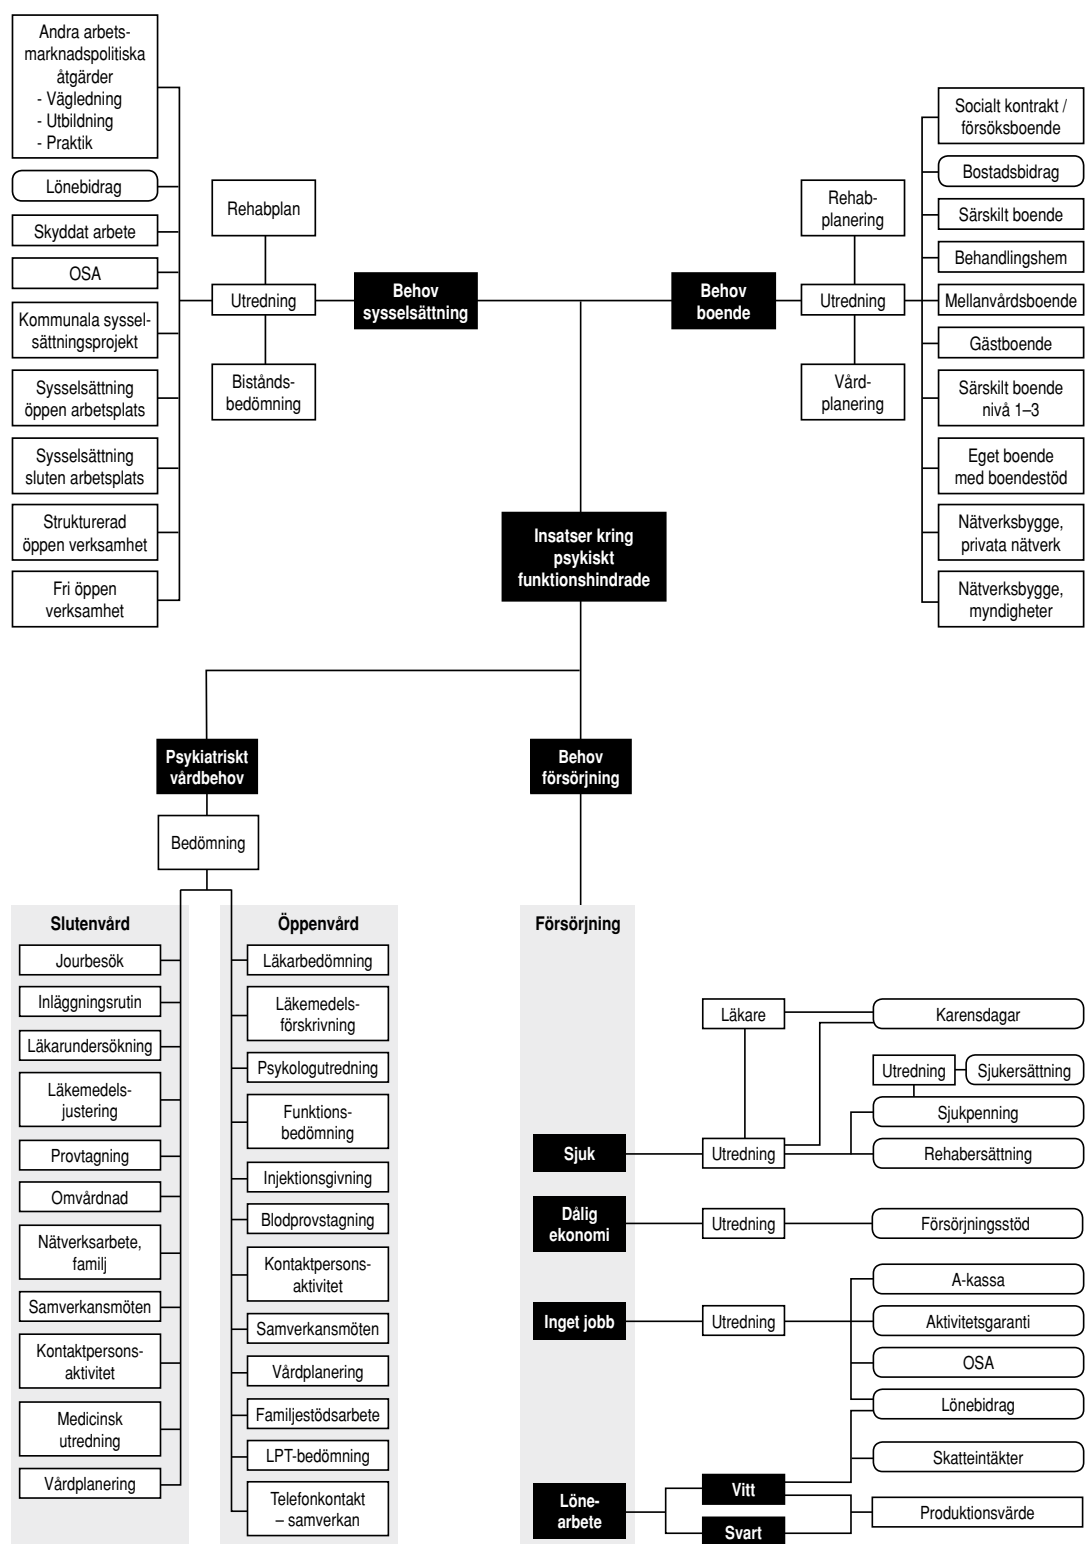 Andra arbets-
marknadspolitiska
åtgärder
- Vägledning
- Utbildning
- Praktik
Lönebidrag
Skyddat arbete
OSA
Kommunala syssel-
sättningsprojekt
Sysselsättning
öppen arbetsplats
Sysselsättning
sluten arbetsplats
Strukturerad
öppen verksamhet
Fri öppen
verksamhet
Rehabplan
Utredning
Bistånds-
bedömning
Behov
sysselsättning
Behov
boende
Rehab-
planering
Utredning
Vård-
planering
Socialt kontrakt /
försöksboende
Bostadsbidrag
Särskilt boende
Behandlingshem
Mellanvårdsboende
Gästboende
Särskilt boende
nivå 1–3
Eget boende
med boendestöd
Nätverksbygge,
privata nätverk
Nätverksbygge,
myndigheter
Insatser kring
psykiskt
funktionshindrade
Psykiatriskt
vårdbehov
Bedömning
Behov
försörjning
Slutenvård
Jourbesök
Inläggningsrutin
Läkarundersökning
Läkemedels-
justering
Provtagning
Omvårdnad
Nätverksarbete,
familj
Samverkansmöten
Kontaktpersons-
aktivitet
Medicinsk
utredning
Vårdplanering
Öppenvård
Läkarbedömning
Läkemedels-
förskrivning
Psykologutredning
Funktions-
bedömning
Injektionsgivning
Blodprovstagning
Kontaktpersons-
aktivitet
Samverkansmöten
Vårdplanering
Familjestödsarbete
LPT-bedömning
Telefonkontakt
– samverkan
Försörjning
Läkare
Karensdagar
Utredning
Sjukersättning
Sjukpenning
Sjuk
Utredning
Rehabersättning
Dålig
ekonomi
Utredning
Försörjningsstöd
A-kassa
Inget jobb
Utredning
Aktivitetsgaranti
OSA
Lönebidrag
Skatteintäkter
Löne-
arbete
Vitt
Svart
Produktionsvärde